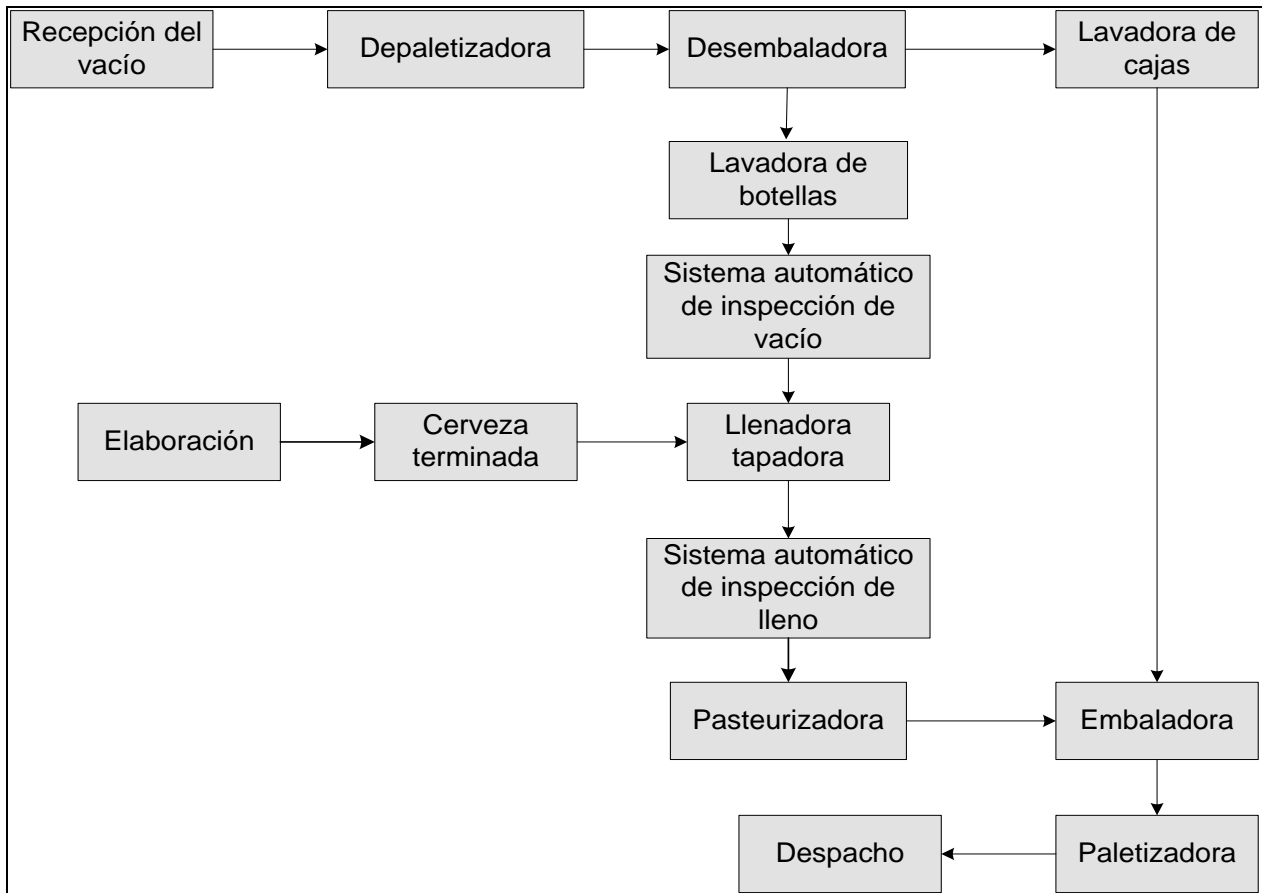 Recepción del
vacío
Depaletizadora
Desembaladora
Lavadora de
cajas
Lavadora de
botellas
Sistema automático
de inspección de
vacío
Elaboración
Cerveza
terminada
Llenadora
tapadora
Sistema automático
de inspección de
lleno
Pasteurizadora
Embaladora
Despacho
Paletizadora